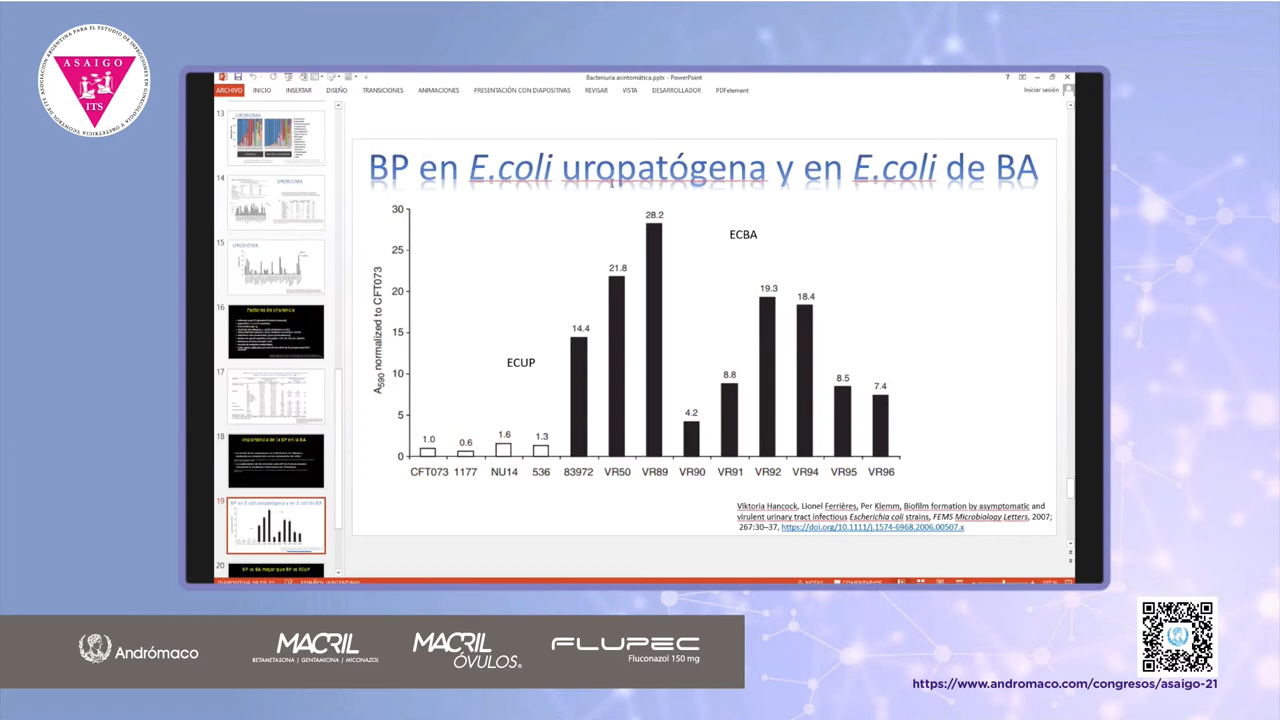 ASOCIACIÓN ARGENTINA PARA EL ESTUDIO DE INFECCIONES EN GINECOLOGÍA Y OBSTETRICIA Y CONTROL DE
ASAIGO
ITS
Bacteriuria asintomática.pptx - PowerPoint
ARCHIVO INICIO INSERTAR DISEÑO TRANSICIONES ANIMACIONES PRESENTACIÓN CON DIAPOSITIVAS REVISAR VISTA DESARROLLADOR PDFelement Iniciar sesión
13
14
UROBIOTA
15
16
Factores de virulencia
17
18
Importancia de la BP en la BA
19
BP en E.coli uropatógena y en E.coli de BA
20
BP vs BA mejor que BP vs ECUP
BP en E.coli uropatógena y en E.coli de BA
A590 normalized to CFT073
30
25
20
15
10
5
0
ECUP
ECBA
1.0 0.6 1.6 1.3 14.4 21.8 28.2 4.2 8.8 19.3 18.4 8.5 7.4
CFT073 1177 NU14 536 83972 VR50 VR89 VR90 VR91 VR92 VR94 VR95 VR96
Viktoria Hancock, Lionel Ferrières, Per Klemm, Biofilm formation by asymptomatic and
virulent urinary tract infectious Escherichia coli strains, FEMS Microbiology Letters, 2007;
267:30–37, https://doi.org/10.1111/j.1574-6968.2006.00507.x
NOTAS COMENTARIOS
Andrómaco
MACRIL
BETAMETASONA | GENTAMICINA | MICONAZOL
MACRIL
ÓVULOS®
FLUPEC
Fluconazol 150 mg
https://www.andromaco.com/congresos/asaigo-21